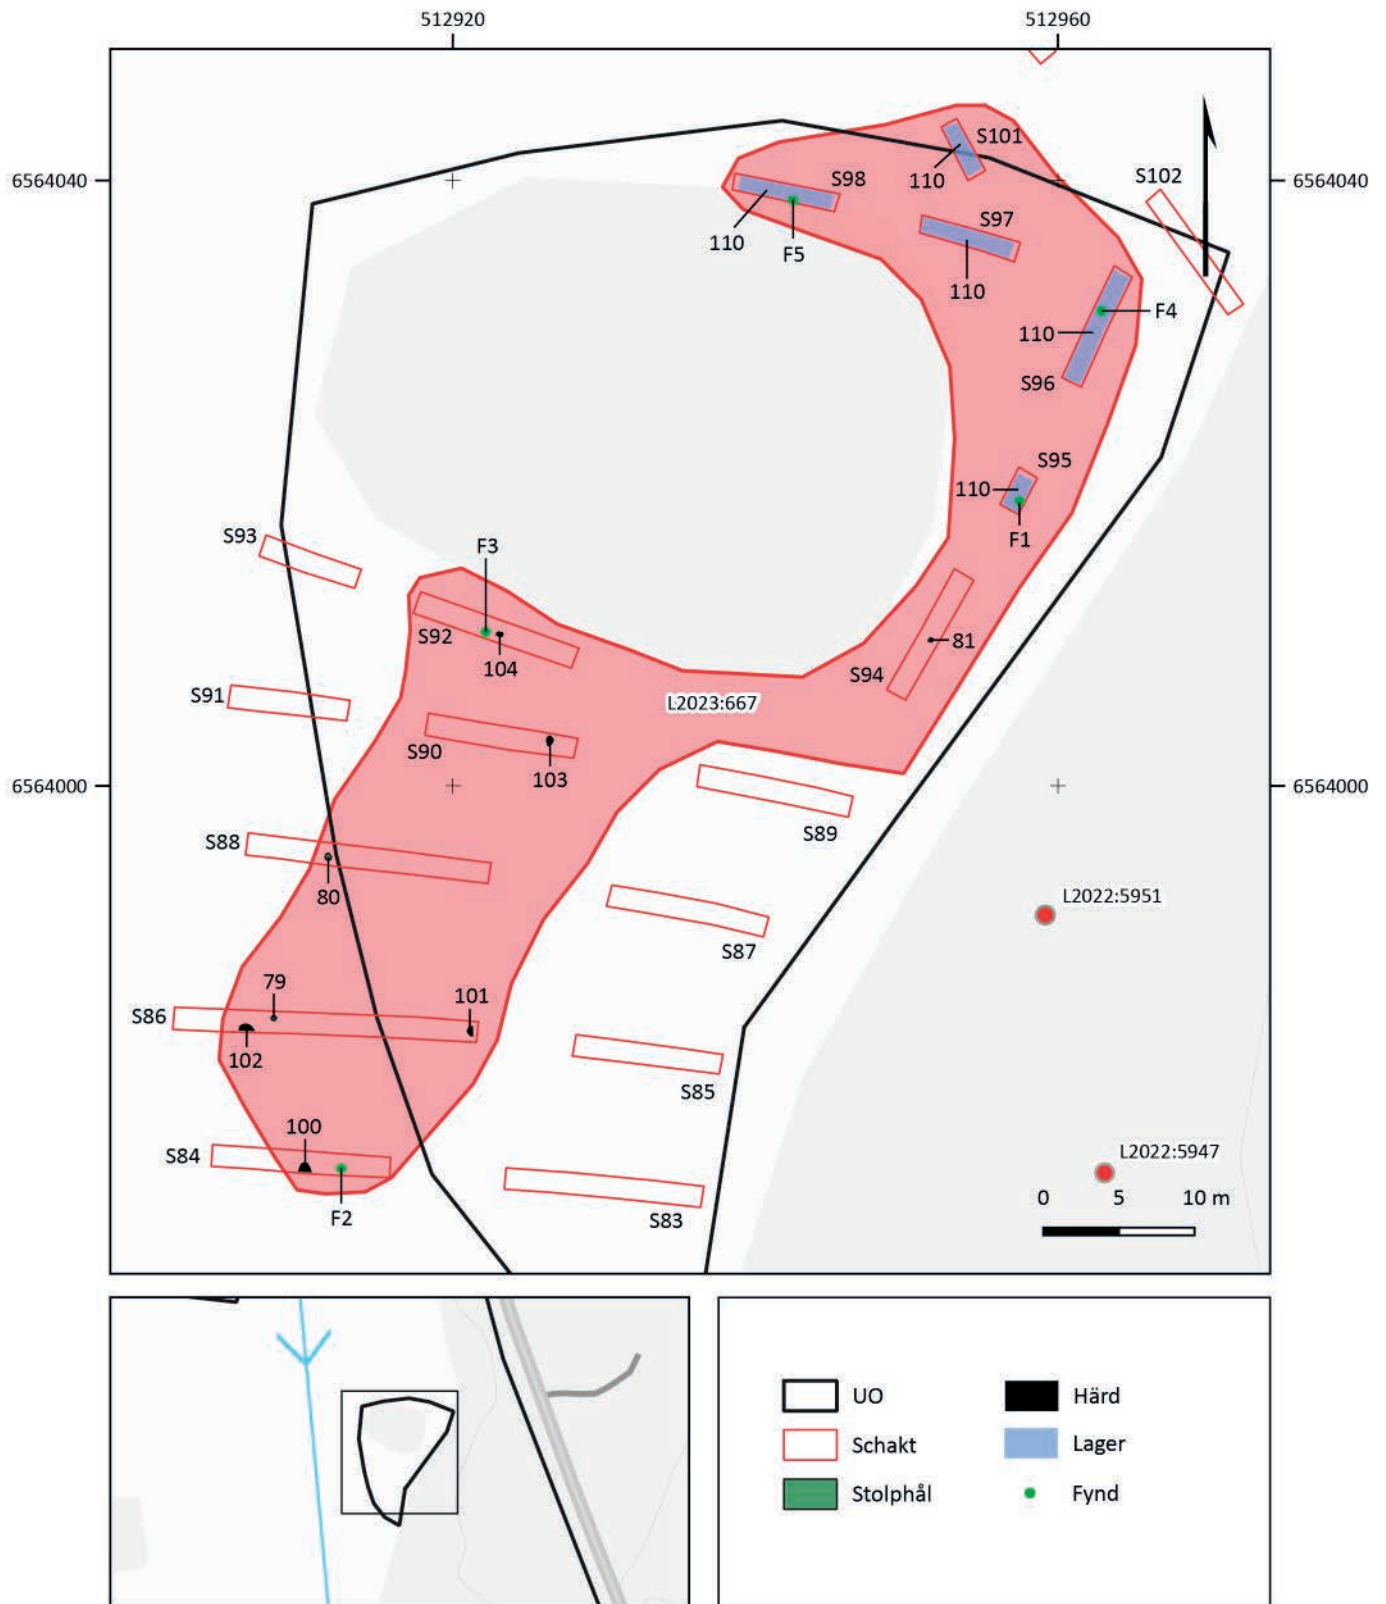 512920 512960
S101
S102
6564040 S98 110 6564040
S97
110 F5
110
F4
110
S96
S95
110
S93 F3 F1
S92 81
104 S94
S91 L2023:667
S90
103
6564000 6564000
S89
S88
80 L2022:5951
S87
79 101
S86
102
S85
100 L2022:5947
S84
0 5 10 m
F2 S83
UO Härd
Schakt Lager
Stolphål Fynd